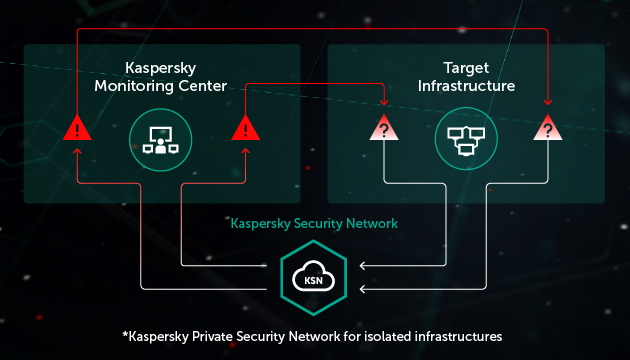 Kaspersky
Monitoring Center
Target
Infrastructure
!
!
?
?
Kaspersky Security Network
KSN
*Kaspersky Private Security Network for isolated infrastructures